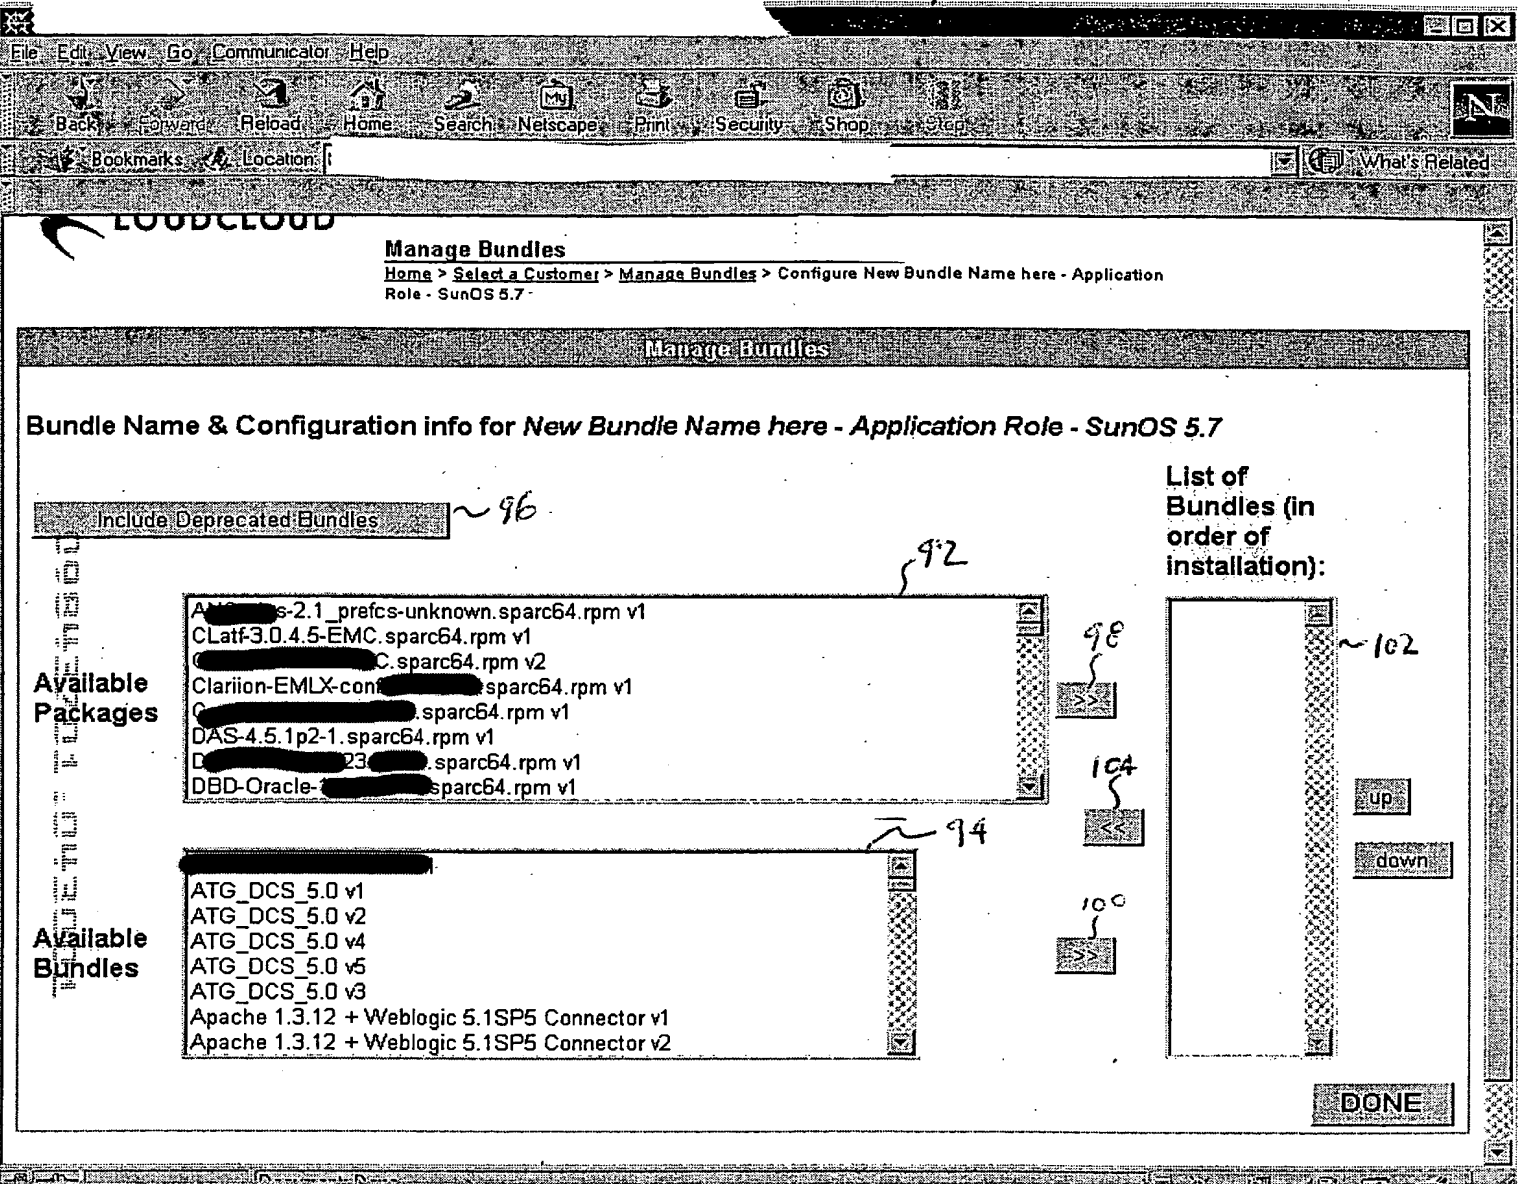 File Edit View Go Communicator Help
Back Forward Reload Home Search Netscape Print Security Shop Stop
My
N
Bookmarks Location: What's Related
LOUDCLOUD
Manage Bundles
Home > Select a Customer > Manage Bundles > Configure New Bundle Name here - Application
Role - SunOS 5.7
Manage Bundles
Bundle Name & Configuration info for New Bundle Name here - Application Role - SunOS 5.7
List of
Bundles (in
order of
installation):
Include Deprecated Bundles
96
92
s-2.1_prefcs-unknown.sparc64.rpm v1
CLatf-3.0.4.5-EMC.sparc64.rpm v1
C.sparc64.rpm v2
Clariion-EMLX-conf sparc64.rpm v1
.sparc64.rpm v1
DAS-4.5.1p2-1.sparc64.rpm v1
D 23 .sparc64.rpm v1
DBD-Oracle- sparc64.rpm v1
Available
Packages
98
>>
102
104
<<
up
down
94
ATG_DCS_5.0 v1
ATG_DCS_5.0 v2
ATG_DCS_5.0 v4
ATG_DCS_5.0 v5
ATG_DCS_5.0 v3
Apache 1.3.12 + Weblogic 5.1SP5 Connector v1
Apache 1.3.12 + Weblogic 5.1SP5 Connector v2
Available
Bundles
100
>>
DONE